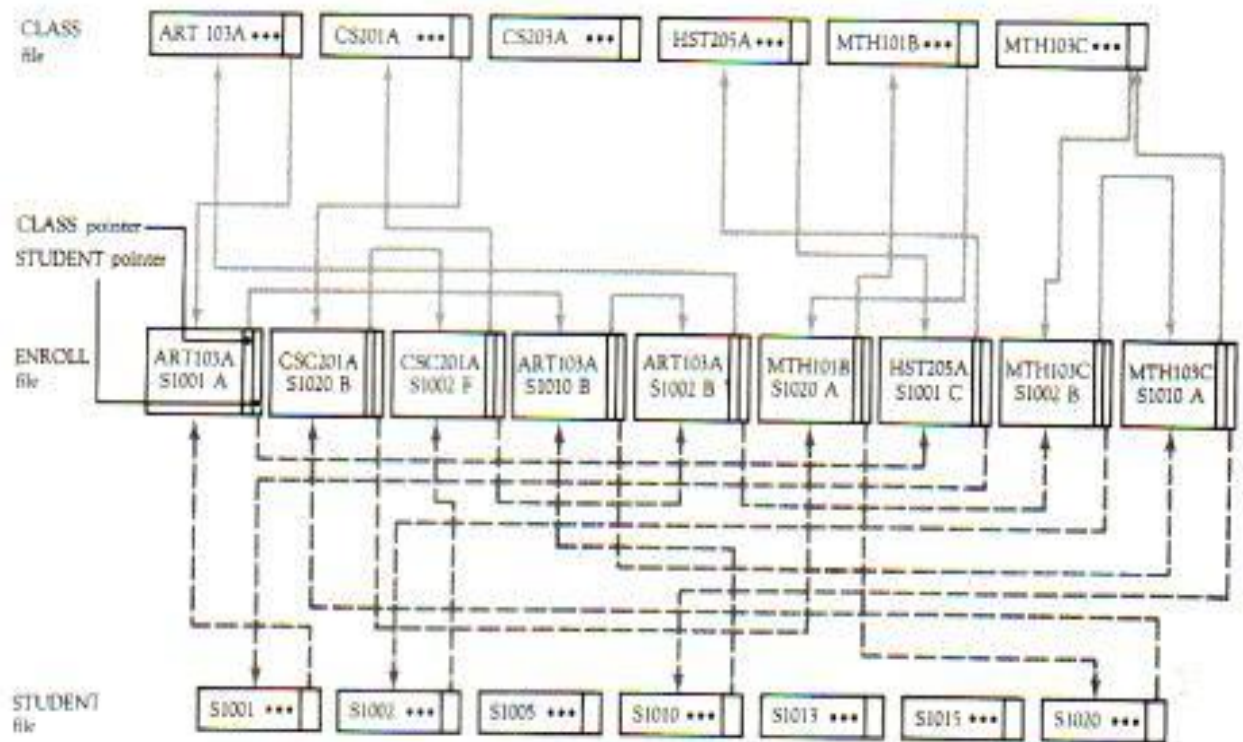 CLASS
file
ART 103A •••
CS201A •••
CS203A •••
HST205A •••
MTH101B •••
MTH103C •••
CLASS pointer
STUDENT pointer
ENROLL
file
ART103A
S1001 A
CSC201A
S1020 B
CSC201A
S1002 F
ART103A
S1010 B
ART103A
S1002 B
MTH101B
S1020 A
HST205A
S1001 C
MTH103C
S1002 B
MTH103C
S1010 A
STUDENT
file
S1001 •••
S1002 •••
S1005 •••
S1010 •••
S1013 •••
S1015 •••
S1020 •••